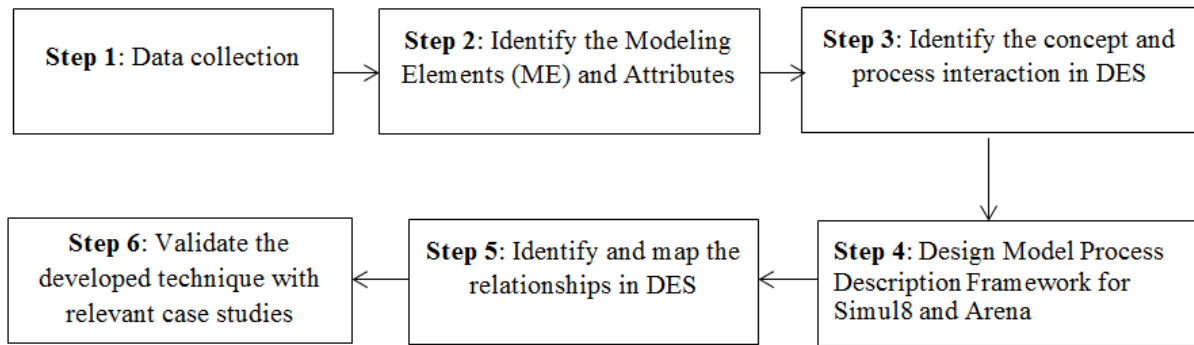 Step 1: Data collection
Step 2: Identify the Modeling
Elements (ME) and Attributes
Step 3: Identify the concept and
process interaction in DES
Step 4: Design Model Process
Description Framework for
Simul8 and Arena
Step 5: Identify and map the
relationships in DES
Step 6: Validate the
developed technique with
relevant case studies